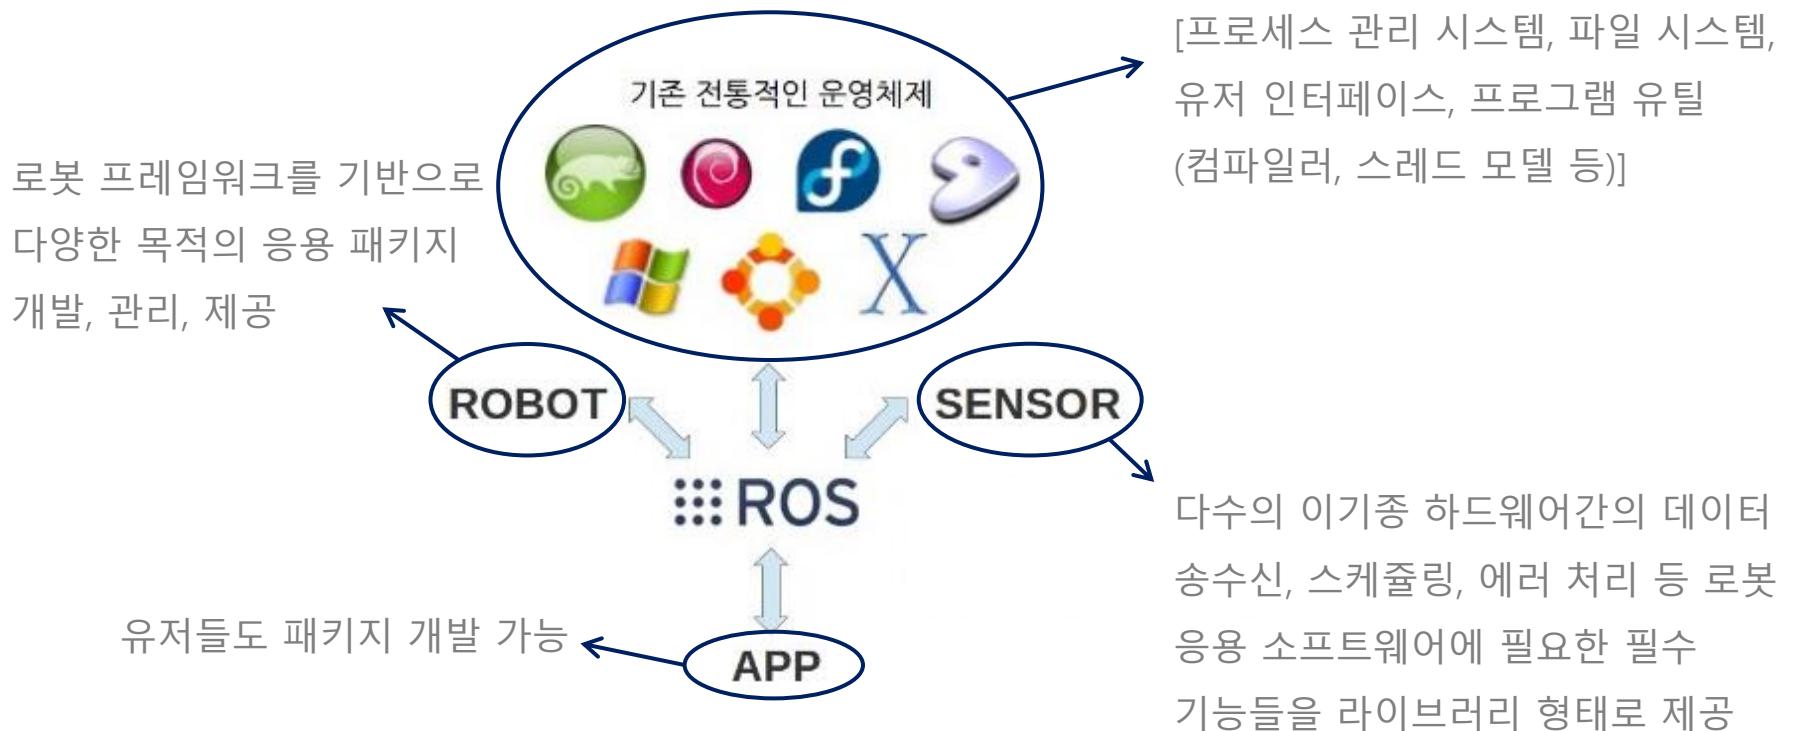 [프로세스 관리 시스템, 파일 시스템,
유저 인터페이스, 프로그램 유틸
(컴파일러, 스레드 모델 등)]
기존 전통적인 운영체제
로봇 프레임워크를 기반으로
다양한 목적의 응용 패키지
개발, 관리, 제공
X
ROBOT
SENSOR
ROS
다수의 이기종 하드웨어간의 데이터
송수신, 스케쥴링, 에러 처리 등 로봇
응용 소프트웨어에 필요한 필수
기능들을 라이브러리 형태로 제공
유저들도 패키지 개발 가능
APP